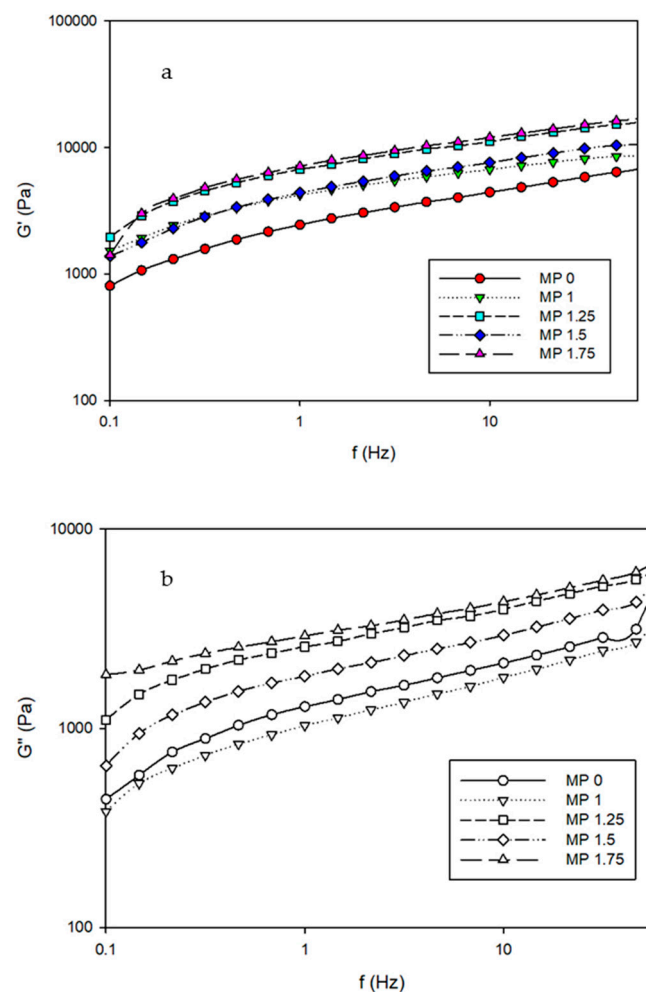 100000
a
10000
G' (Pa)
1000
MP 0
MP 1
MP 1.25
MP 1.5
MP 1.75
100
0.1 1 10
f (Hz)
10000
b
G'' (Pa)
1000
MP 0
MP 1
MP 1.25
MP 1.5
MP 1.75
100
0.1 1 10
f (Hz)